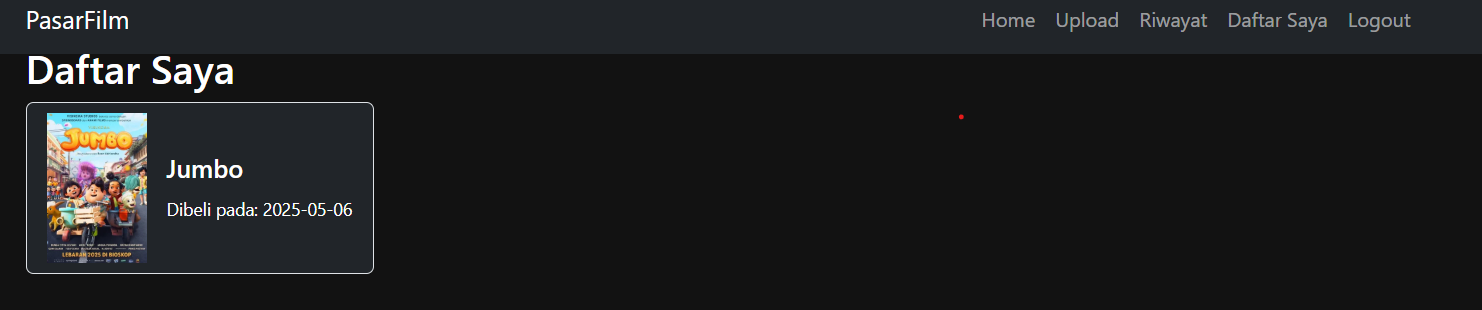 PasarFilm
Home Upload Riwayat Daftar Saya Logout
Daftar Saya
JUMBO
Jumbo
Dibeli pada: 2025-05-06
LEBARAN 2025 DI BIOSKOP